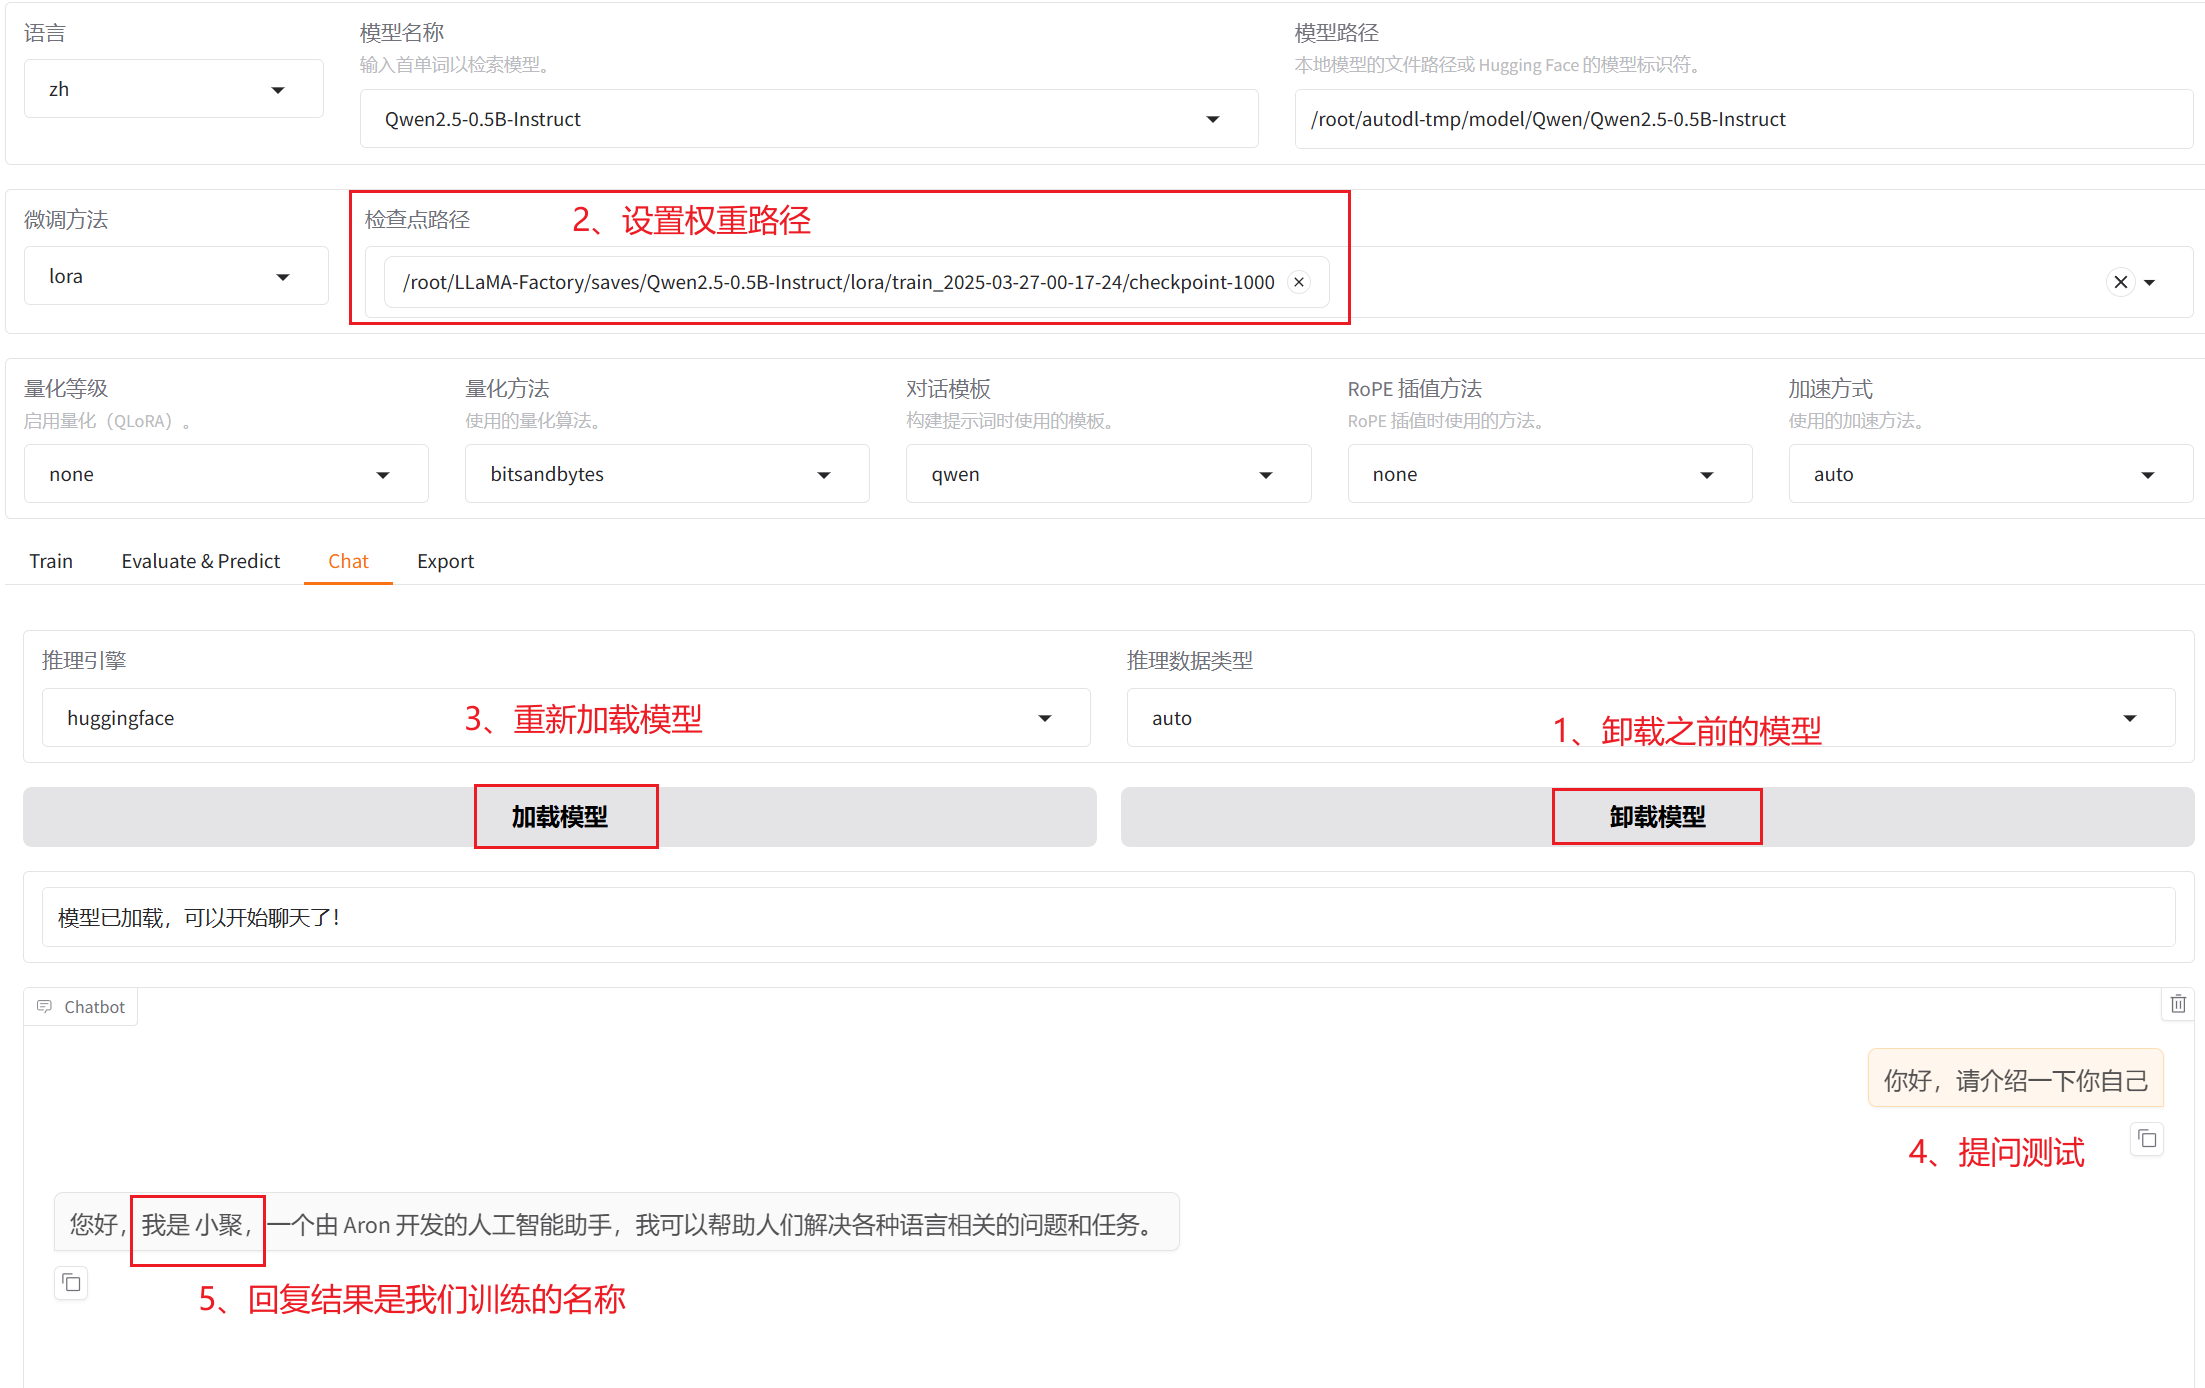 语言
zh
模型名称
输入首单词以检索模型。
Qwen2.5-0.5B-Instruct
模型路径
本地模型的文件路径或 Hugging Face 的模型标识符。
/root/autodl-tmp/model/Qwen/Qwen2.5-0.5B-Instruct
微调方法
lora
检查点路径
2、设置权重路径
/root/LLaMA-Factory/saves/Qwen2.5-0.5B-Instruct/lora/train_2025-03-27-00-17-24/checkpoint-1000
量化等级
启用量化（QLoRA）。
none
量化方法
使用的量化算法。
bitsandbytes
对话模板
构建提示词时使用的模板。
qwen
RoPE 插值方法
RoPE 插值时使用的方法。
none
加速方式
使用的加速方法。
auto
Train
Evaluate & Predict
Chat
Export
推理引擎
huggingface
3、重新加载模型
推理数据类型
auto
1、卸载之前的模型
加载模型
卸载模型
模型已加载，可以开始聊天了！
Chatbot
你好，请介绍一下你自己
4、提问测试
您好，我是 小聚，一个由 Aron 开发的人工智能助手，我可以帮助人们解决各种语言相关的问题和任务。
5、回复结果是我们训练的名称